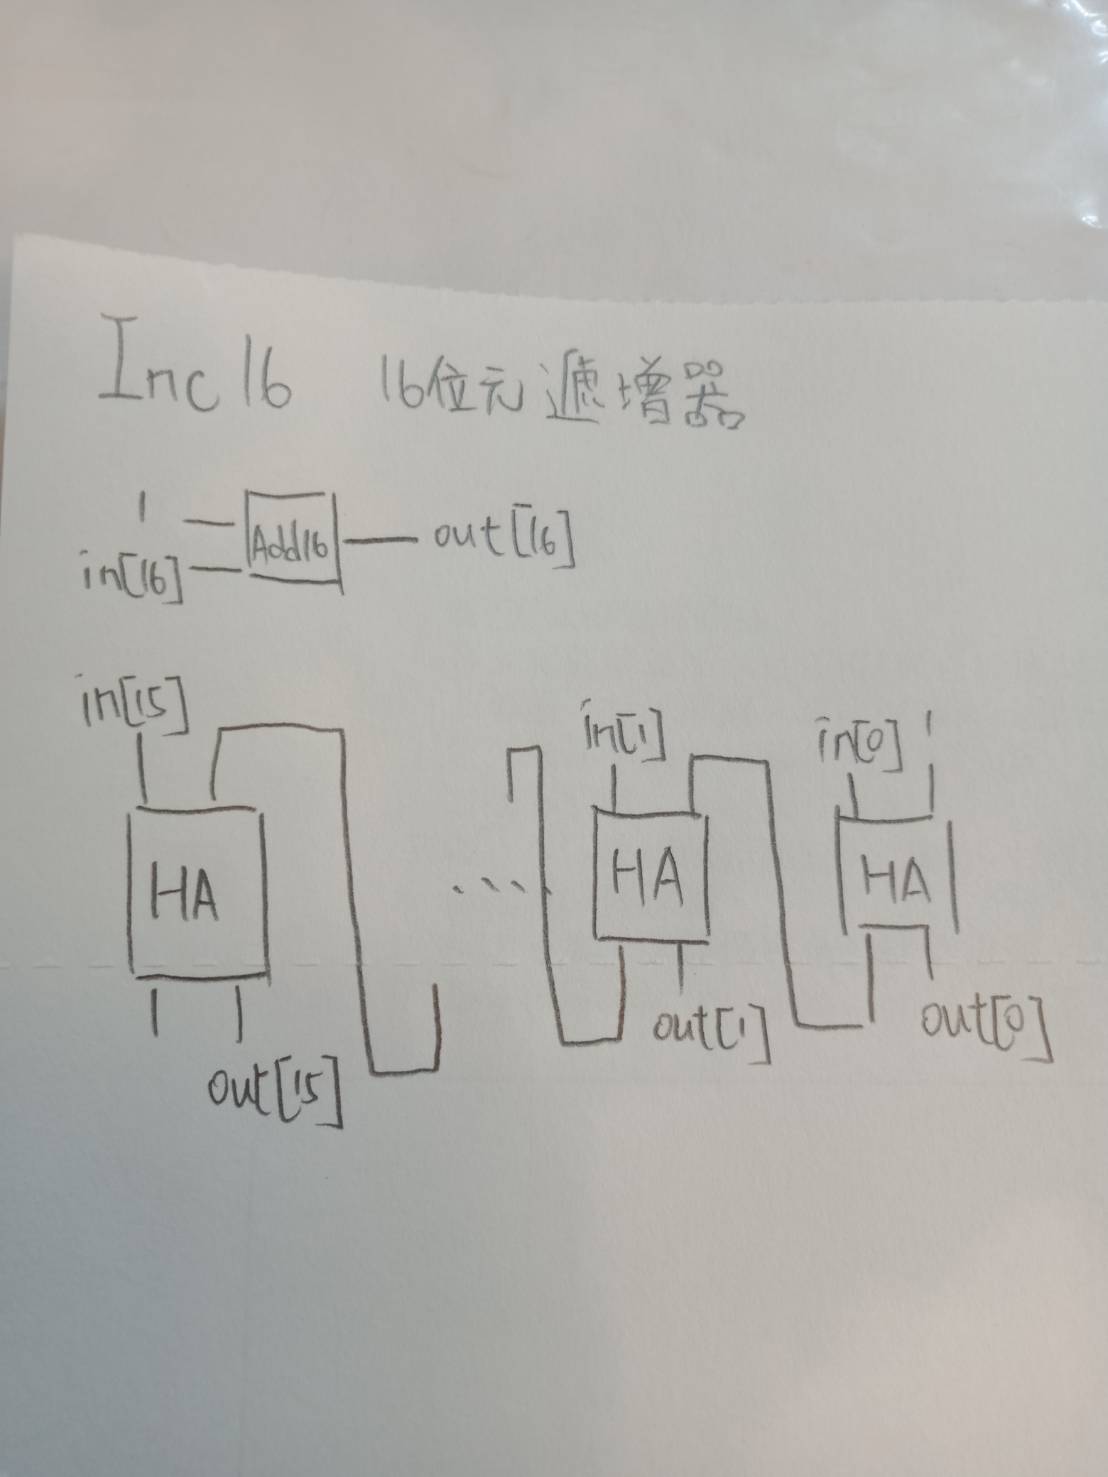 Inc16 16位元遞增器
1
Add16
out[16]
in[16]
in[15]
in[1]
in[0] 1
HA
... HA
HA
out[15]
out[1]
out[0]